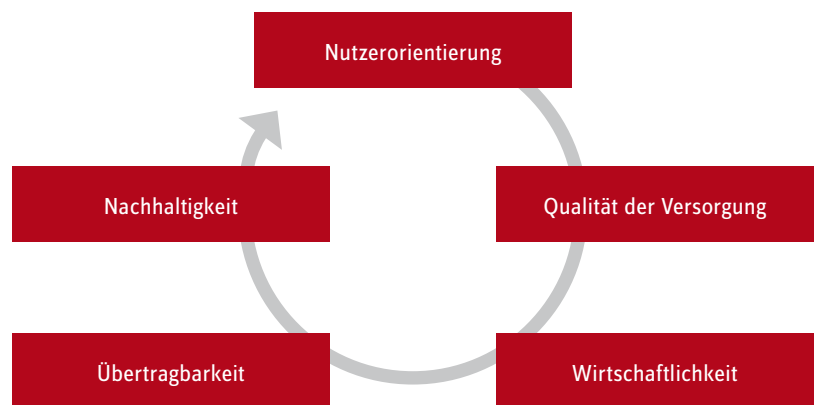 Nutzerorientierung
Nachhaltigkeit
Qualität der Versorgung
Übertragbarkeit
Wirtschaftlichkeit